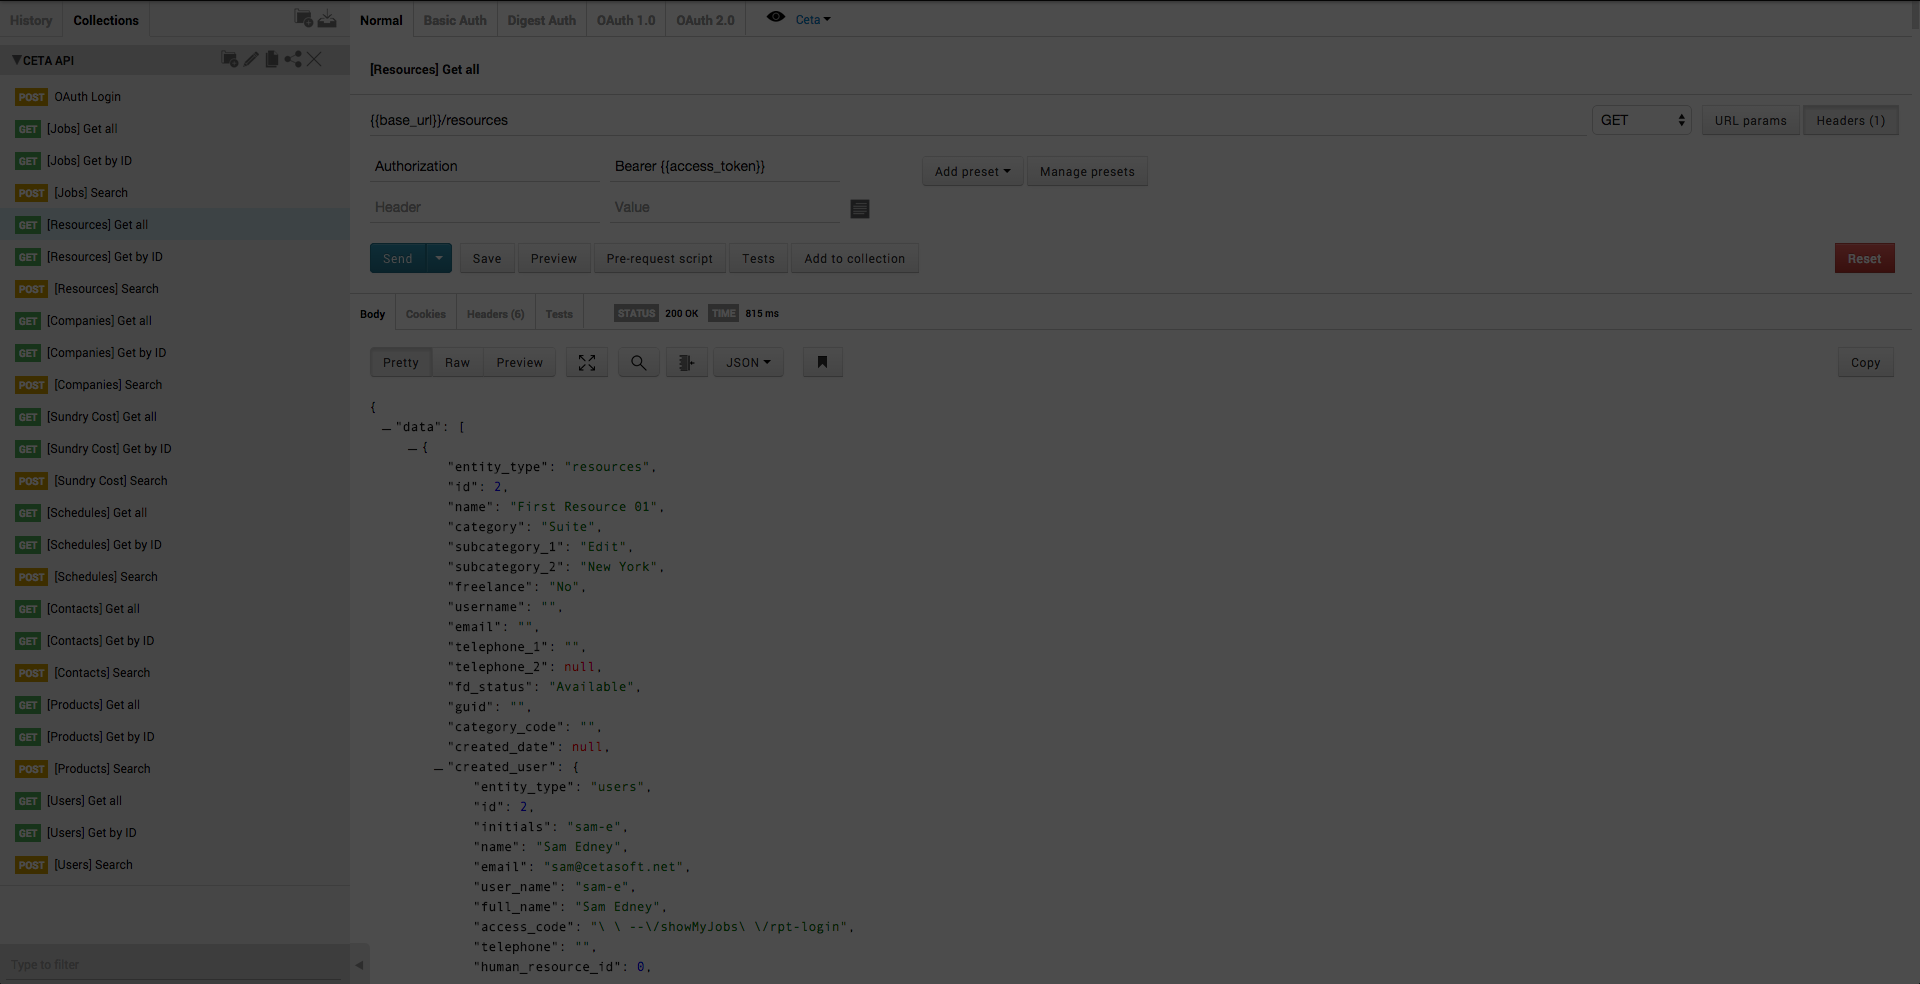 History Collections
CETA API
POST OAuth Login
GET [Jobs] Get all
GET [Jobs] Get by ID
POST [Jobs] Search
GET [Resources] Get all
GET [Resources] Get by ID
POST [Resources] Search
GET [Companies] Get all
GET [Companies] Get by ID
POST [Companies] Search
GET [Sundry Cost] Get all
GET [Sundry Cost] Get by ID
POST [Sundry Cost] Search
GET [Schedules] Get all
GET [Schedules] Get by ID
POST [Schedules] Search
GET [Contacts] Get all
GET [Contacts] Get by ID
POST [Contacts] Search
GET [Products] Get all
GET [Products] Get by ID
POST [Products] Search
GET [Users] Get all
GET [Users] Get by ID
POST [Users] Search
Type to filter
Normal Basic Auth Digest Auth OAuth 1.0 OAuth 2.0 Ceta
[Resources] Get all
{{base_url}}/resources GET URL params Headers (1)
Authorization Bearer {{access_token}} Add preset Manage presets
Header Value
Send Save Preview Pre-request script Tests Add to collection Reset
Body Cookies Headers (6) Tests STATUS 200 OK TIME 815 ms
Pretty Raw Preview JSON Copy
{
"data": [
{
"entity_type": "resources",
"id": 2,
"name": "First Resource 01",
"category": "Suite",
"subcategory_1": "Edit",
"subcategory_2": "New York",
"freelance": "No",
"username": "",
"email": "",
"telephone_1": "",
"telephone_2": null,
"fd_status": "Available",
"guid": "",
"category_code": "",
"created_date": null,
"created_user": {
"entity_type": "users",
"id": 2,
"initials": "sam-e",
"name": "Sam Edney",
"email": "sam@cetasoft.net",
"user_name": "sam-e",
"full_name": "Sam Edney",
"access_code": "\ \ --\/showMyJobs\ \/rpt-login",
"telephone": "",
"human_resource_id": 0,